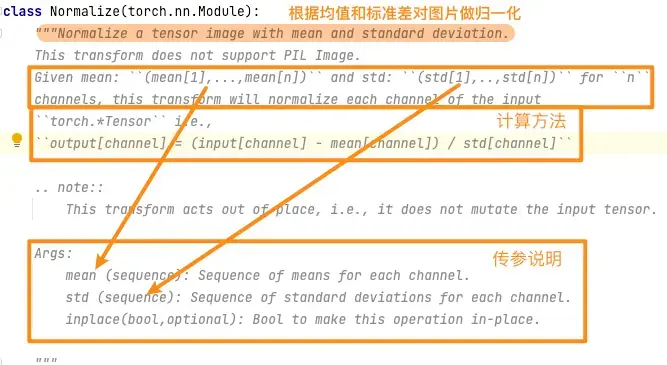 class Normalize(torch.nn.Module):
根据均值和标准差对图片做归一化
"""Normalize a tensor image with mean and standard deviation.
This transform does not support PIL Image.
Given mean: ``(mean[1],...,mean[n])`` and std: ``(std[1],..,std[n])`` for ``n``
channels, this transform will normalize each channel of the input
``torch.*Tensor`` i.e.,
计算方法
``output[channel] = (input[channel] - mean[channel]) / std[channel]``
.. note::
This transform acts out of place, i.e., it does not mutate the input tensor.
Args:
传参说明
mean (sequence): Sequence of means for each channel.
std (sequence): Sequence of standard deviations for each channel.
inplace(bool,optional): Bool to make this operation in-place.
"""